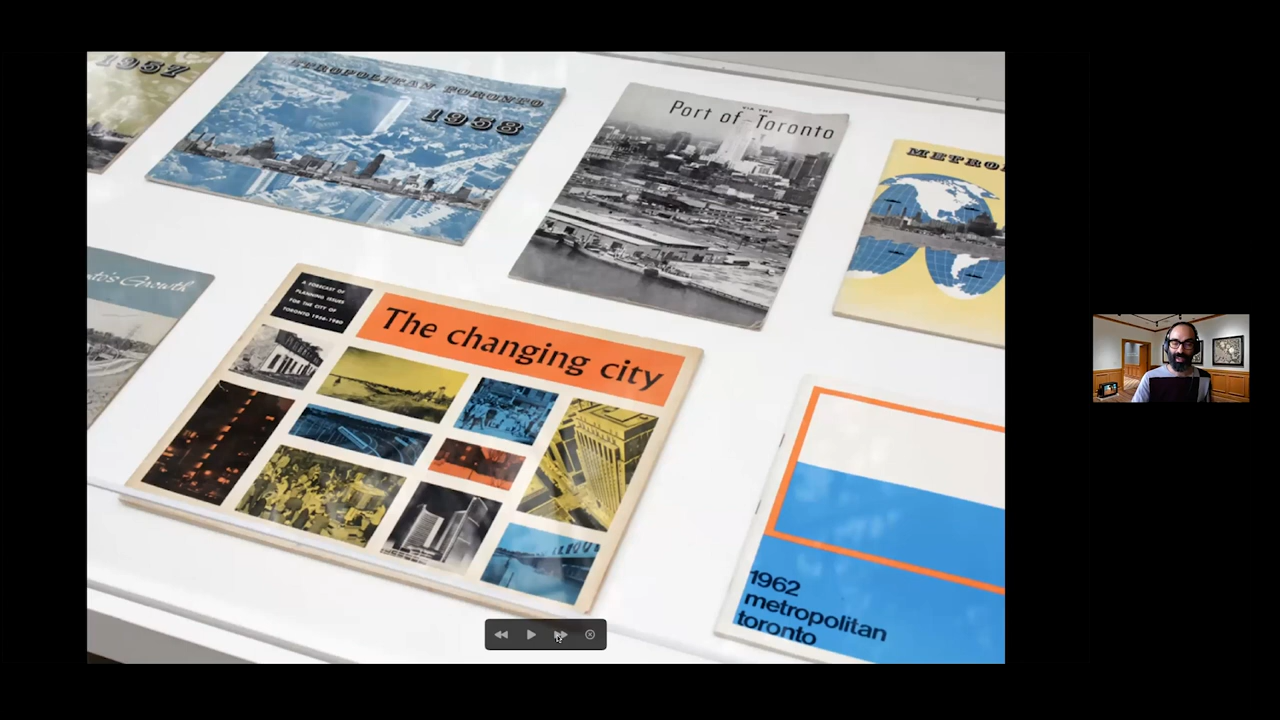 1957
METROPOLITAN TORONTO
1958
VIA THE
Port of Toronto
METRO
to's Growth
A FORECAST OF
PLANNING ISSUES
FOR THE CITY OF
TORONTO 1956-1980
The changing city
1962
metropolitan
toronto